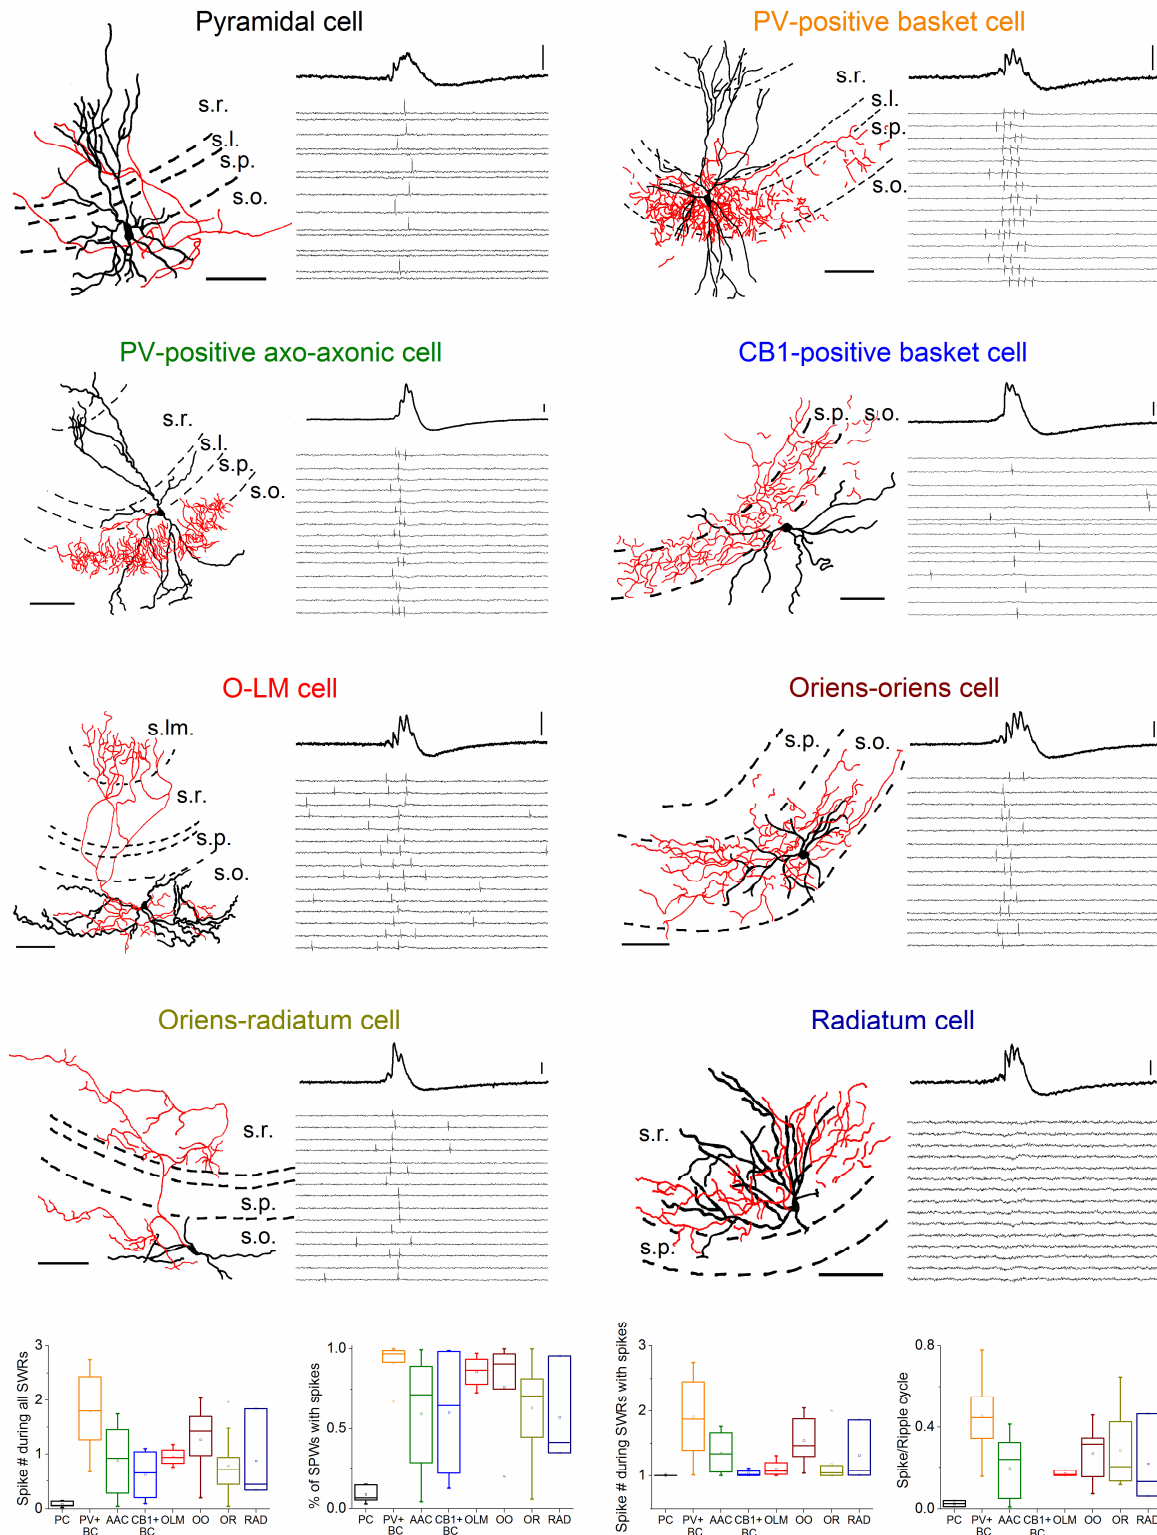 Pyramidal cell
s.r.
s.l.
s.p.
s.o.
PV-positive basket cell
s.r.
s.l.
s.p.
s.o.
PV-positive axo-axonic cell
s.r.
s.l.
s.p.
s.o.
CB1-positive basket cell
s.p. s.o.
O-LM cell
s.lm.
s.r.
s.p.
s.o.
Oriens-oriens cell
s.p. s.o.
Oriens-radiatum cell
s.r.
s.p.
s.o.
Radiatum cell
s.r.
s.p.
Spike # during all SWRs
3
2
1
0
PC PV+ BC AAC CB1+ BC OLM OO OR RAD
% of SPWs with spikes
1.0
0.5
0.0
PC PV+ BC AAC CB1+ BC OLM OO OR RAD
Spike # during SWRs with spikes
3
2
1
PC PV+ BC AAC CB1+ BC OLM OO OR RAD
Spike/Ripple cycle
0.8
0.4
0.0
PC PV+ BC AAC CB1+ BC OLM OO OR RAD